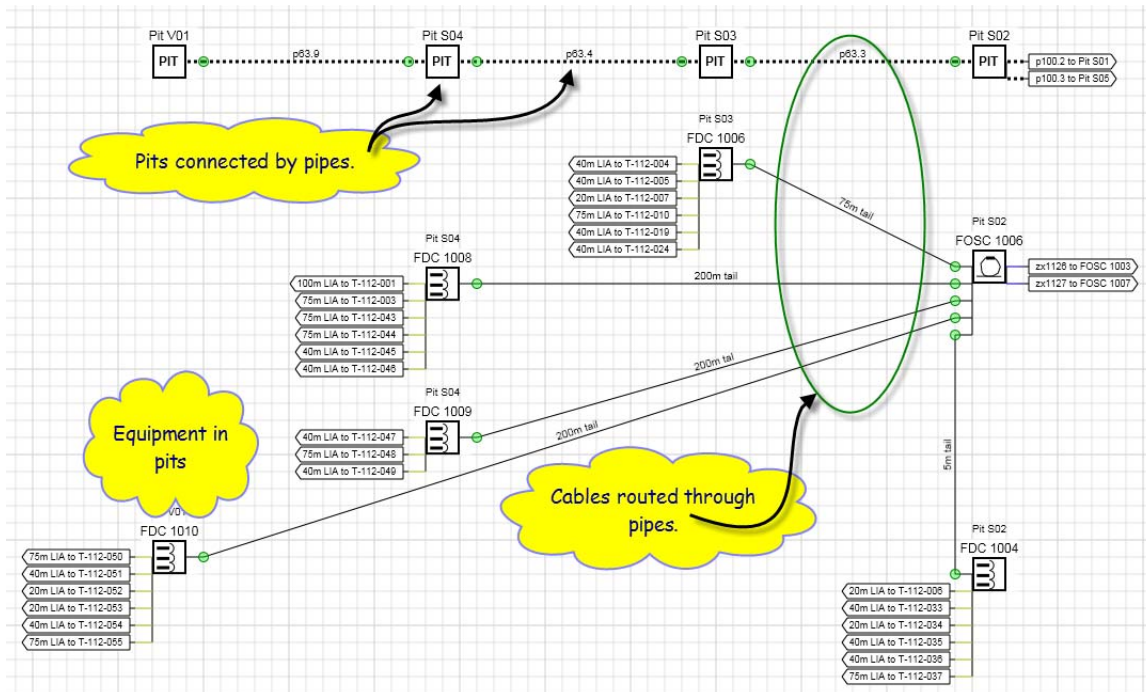 Pit V01
Pit S04
Pit S03
Pit S02
p63.9
p63.4
p63.3
PIT
PIT
PIT
PIT
p100.2 to Pit S01
p100.3 to Pit S05
Pits connected by pipes.
Pit S03
FDC 1006
40m LIA to T-112-004
40m LIA to T-112-005
20m LIA to T-112-007
75m LIA to T-112-010
40m LIA to T-112-019
40m LIA to T-112-024
75m tail
Pit S02
FOSC 1006
zx1126 to FOSC 1003
zx1127 to FOSC 1007
Pit S04
FDC 1008
200m tail
100m LIA to T-112-001
75m LIA to T-112-003
75m LIA to T-112-043
75m LIA to T-112-044
40m LIA to T-112-045
40m LIA to T-112-046
200m tal
Pit S04
FDC 1009
200m tail
40m LIA to T-112-047
75m LIA to T-112-048
40m LIA to T-112-049
Equipment in
pits
5m tail
Cables routed through
pipes.
FDC 1010
75m LIA to T-112-050
40m LIA to T-112-051
20m LIA to T-112-052
20m LIA to T-112-053
40m LIA to T-112-054
75m LIA to T-112-055
Pit S02
FDC 1004
20m LIA to T-112-006
40m LIA to T-112-033
20m LIA to T-112-034
40m LIA to T-112-035
40m LIA to T-112-036
75m LIA to T-112-037